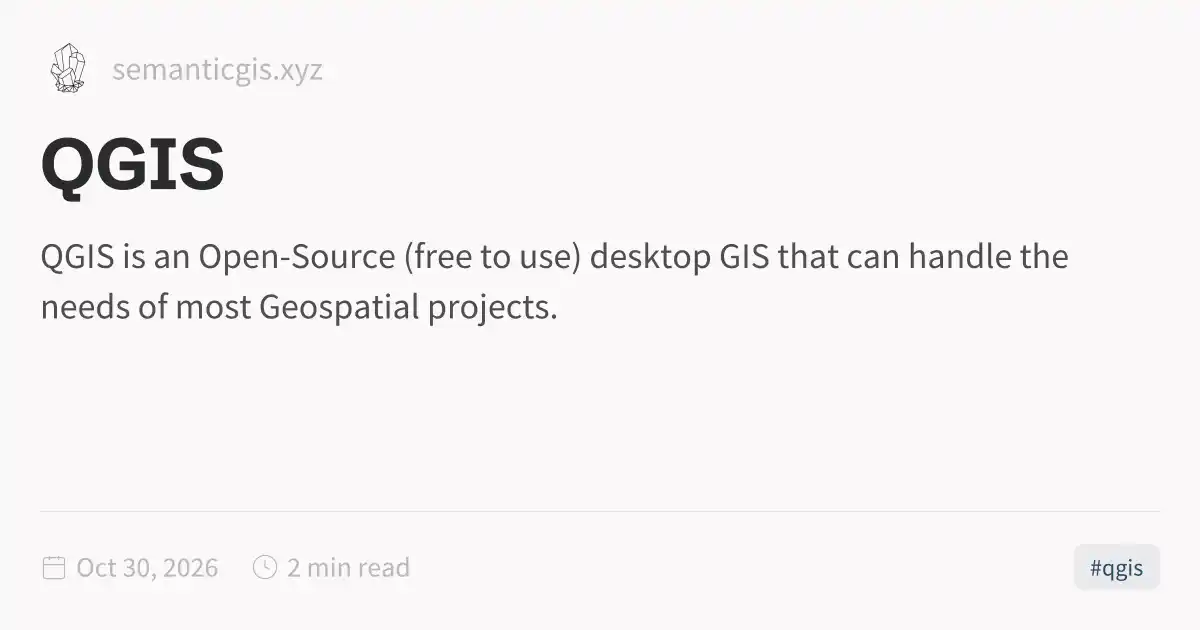 semanticgis.xyz
QGIS
QGIS is an Open-Source (free to use) desktop GIS that can handle the
needs of most Geospatial projects.
Oct 30, 2026
2 min read
#qgis